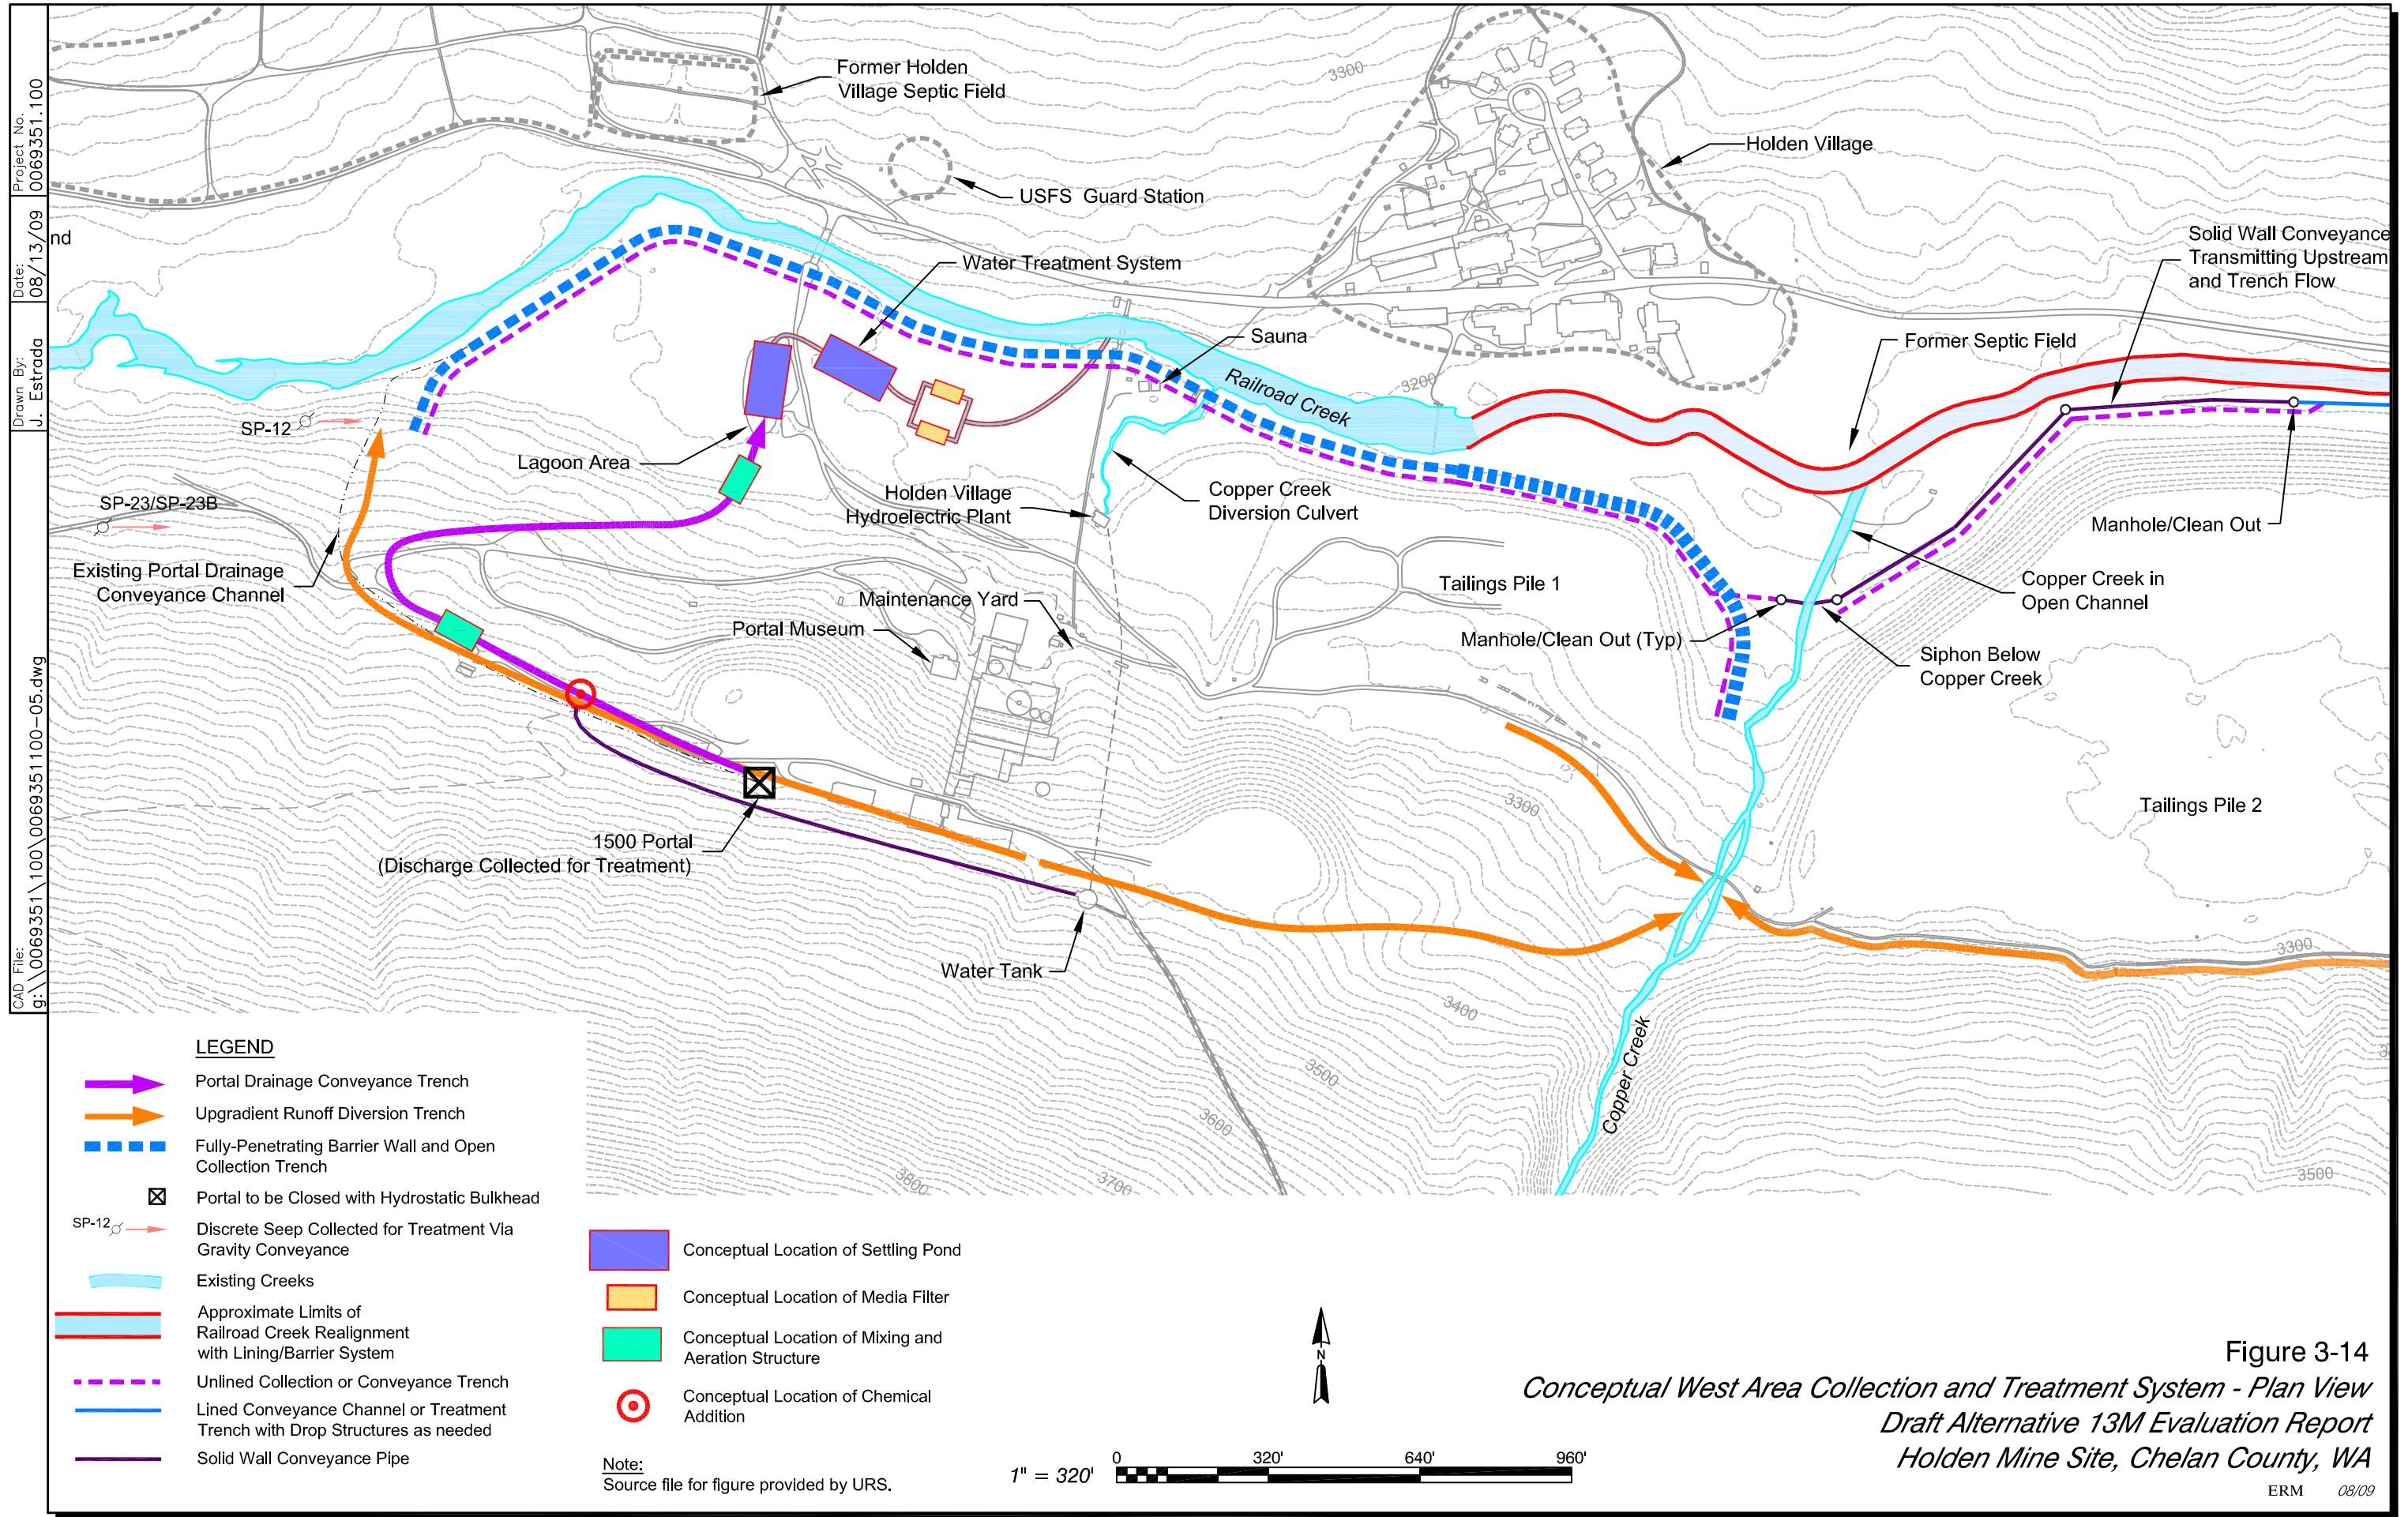 Project No.
0069351.100
Date:
08/13/09
Drawn By:
J. Estrada
CAD File:
g:\\0069351\100\00693511100-05.dwg
nd
Former Holden
Village Septic Field
3300
USFS Guard Station
Holden Village
Water Treatment System
Solid Wall Conveyance
Transmitting Upstream
and Trench Flow
Sauna
Former Septic Field
Railroad Creek
3200
SP-12
Lagoon Area
SP-23/SP-23B
Holden Village
Hydroelectric Plant
Copper Creek
Diversion Culvert
Manhole/Clean Out
Existing Portal Drainage
Conveyance Channel
Tailings Pile 1
Copper Creek in
Open Channel
Maintenance Yard
Portal Museum
Manhole/Clean Out (Typ)
Siphon Below
Copper Creek
3300
Tailings Pile 2
1500 Portal
(Discharge Collected for Treatment)
Water Tank
3300
3400
Copper Creek
3500
3600
3700
3800
3500
LEGEND
Portal Drainage Conveyance Trench
Upgradient Runoff Diversion Trench
Fully-Penetrating Barrier Wall and Open
Collection Trench
Portal to be Closed with Hydrostatic Bulkhead
SP-12
Discrete Seep Collected for Treatment Via
Gravity Conveyance
Existing Creeks
Approximate Limits of
Railroad Creek Realignment
with Lining/Barrier System
Unlined Collection or Conveyance Trench
Lined Conveyance Channel or Treatment
Trench with Drop Structures as needed
Solid Wall Conveyance Pipe
Conceptual Location of Settling Pond
Conceptual Location of Media Filter
Conceptual Location of Mixing and
Aeration Structure
Conceptual Location of Chemical
Addition
Note:
Source file for figure provided by URS.
N
1" = 320'
0 320' 640' 960'
Figure 3-14
Conceptual West Area Collection and Treatment System - Plan View
Draft Alternative 13M Evaluation Report
Holden Mine Site, Chelan County, WA
ERM 08/09